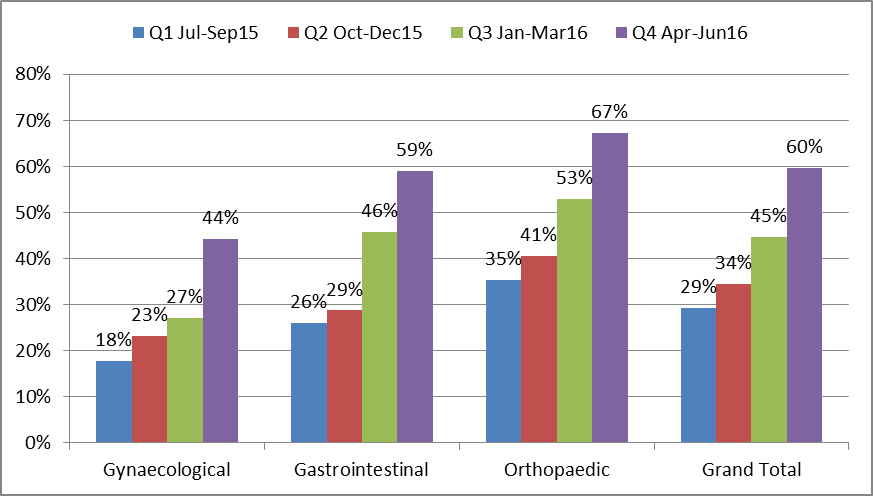 Q1 Jul-Sep15 Q2 Oct-Dec15 Q3 Jan-Mar16 Q4 Apr-Jun16
80%
70%
60%
50%
40%
30%
20%
10%
0%
18% 23% 27% 44%
26% 29% 46% 59%
35% 41% 53% 67%
29% 34% 45% 60%
Gynaecological Gastrointestinal Orthopaedic Grand Total